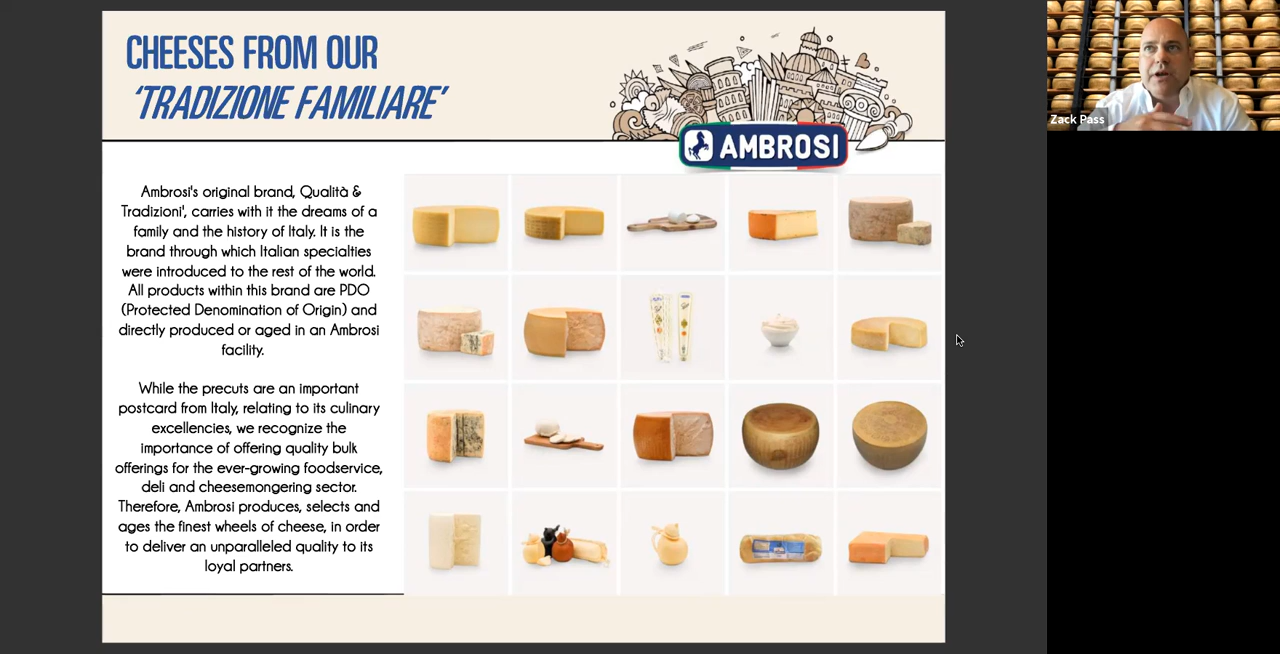 CHEESES FROM OUR
‘TRADIZIONE FAMILIARE’
AMBROSI
Zack Pass
Ambrosi's original brand, Qualità &
Tradizioni', carries with it the dreams of a
family and the history of Italy. It is the
brand through which Italian specialties
were introduced to the rest of the world.
All products within this brand are PDO
(Protected Denomination of Origin) and
directly produced or aged in an Ambrosi
facility.
While the precuts are an important
postcard from Italy, relating to its culinary
excellencies, we recognize the
importance of offering quality bulk
offerings for the ever-growing foodservice,
deli and cheesemongering sector.
Therefore, Ambrosi produces, selects and
ages the finest wheels of cheese, in order
to deliver an unparalleled quality to its
loyal partners.